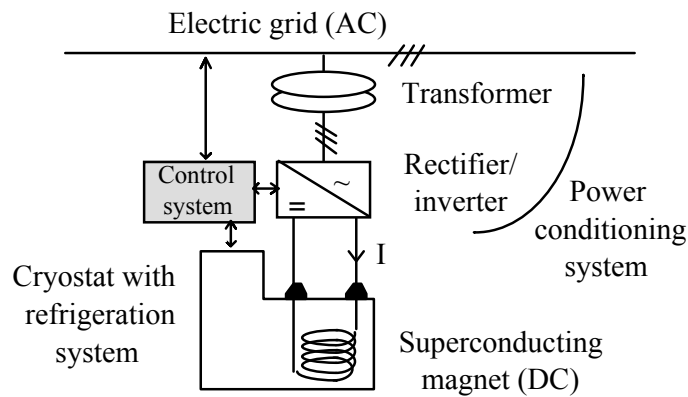 Electric grid (AC)
Transformer
Control
system
~
=
Rectifier/
inverter
Power
conditioning
system
I
Cryostat with
refrigeration
system
Superconducting
magnet (DC)